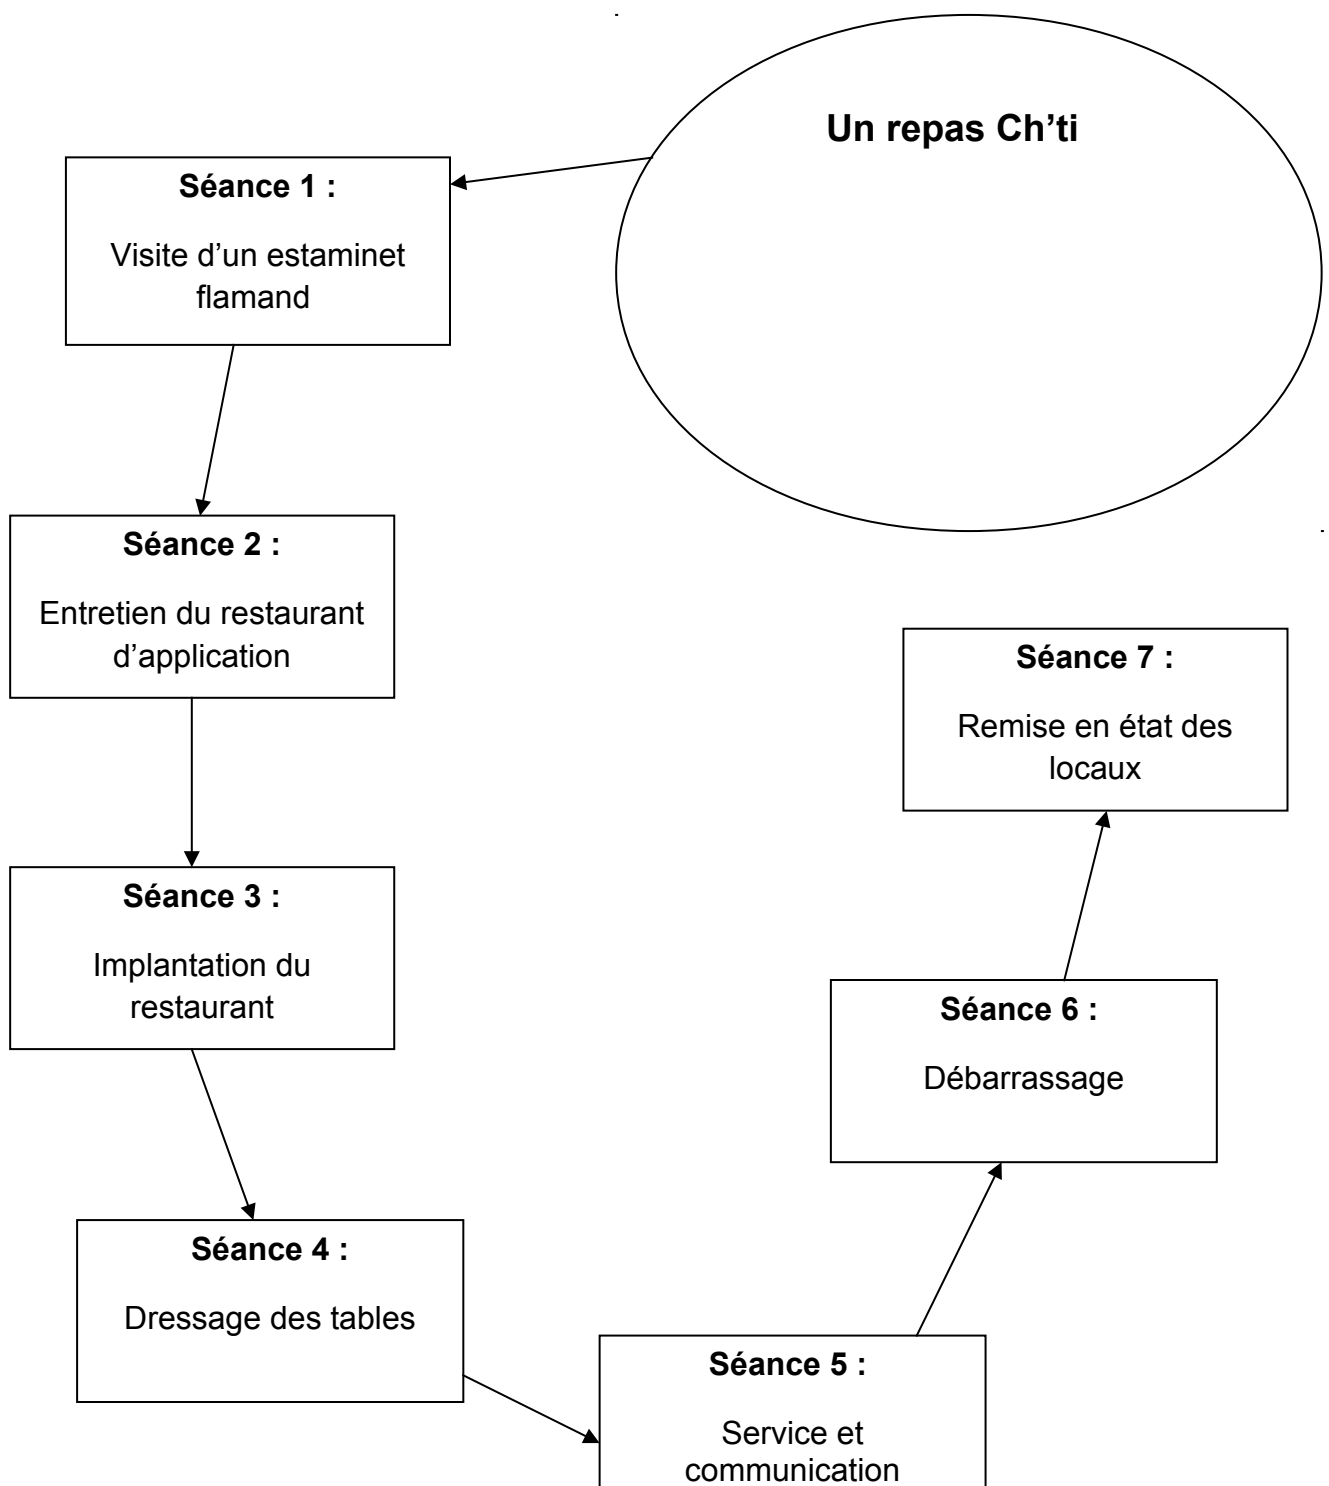 Un repas Ch’ti
Séance 1 :
Visite d’un estaminet
flamand
Séance 2 :
Entretien du restaurant
d’application
Séance 3 :
Implantation du
restaurant
Séance 4 :
Dressage des tables
Séance 5 :
Service et
communication
Séance 6 :
Débarrassage
Séance 7 :
Remise en état des
locaux